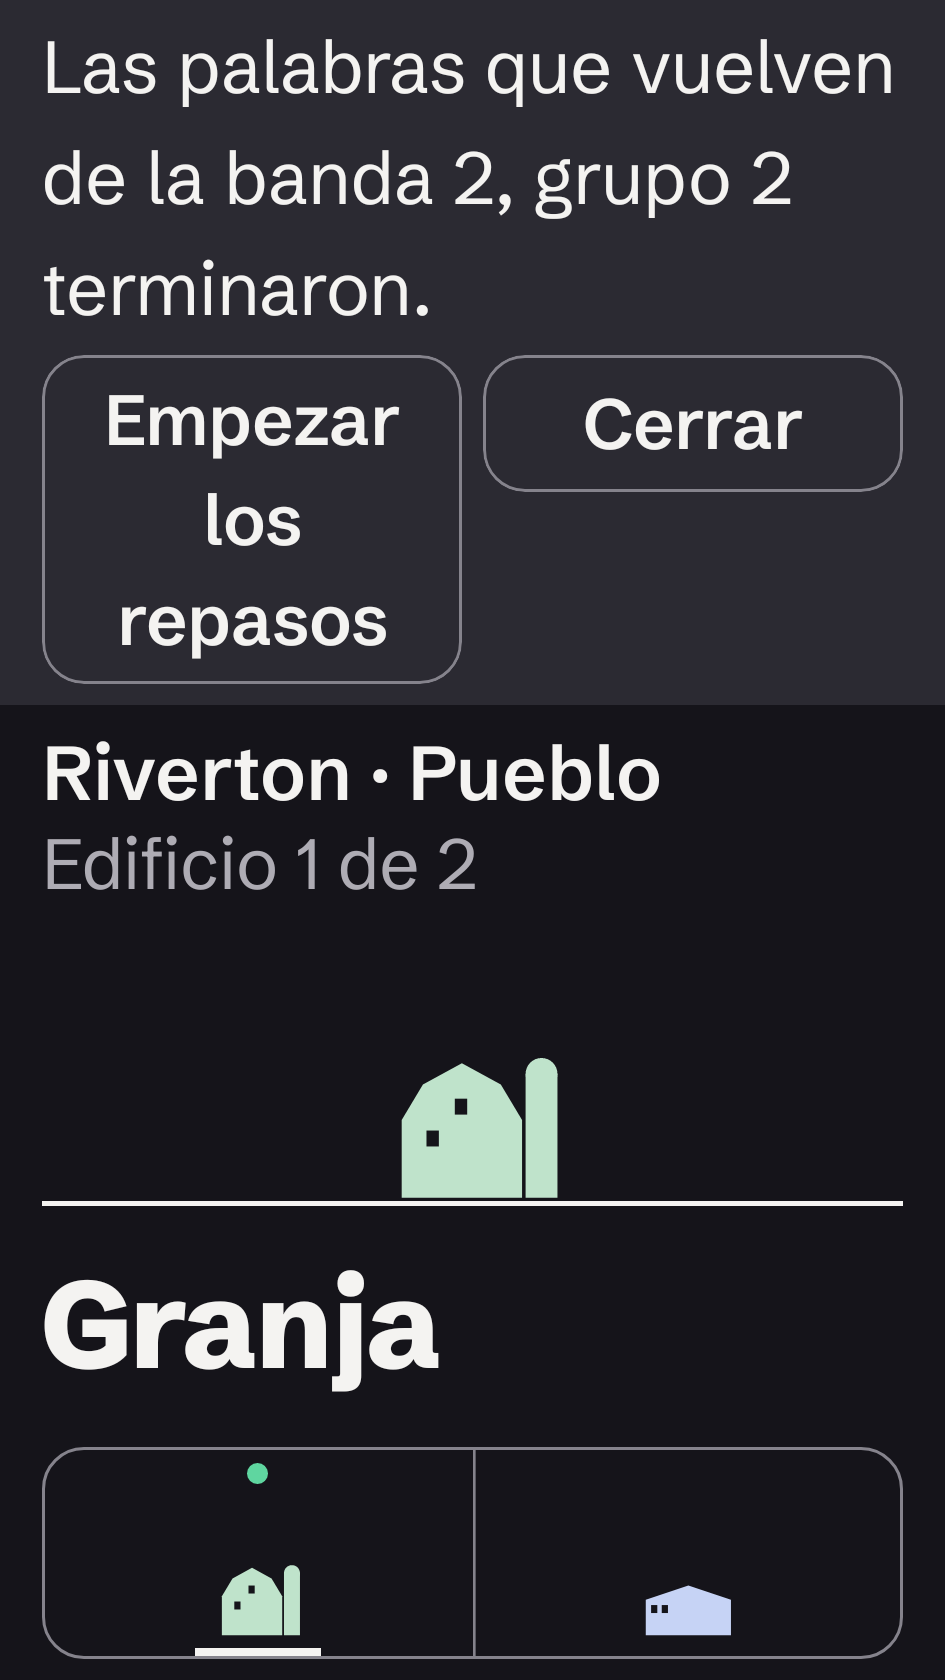 Las palabras que vuelven
de la banda 2, grupo 2
terminaron.
Empezar
los
repasos
Cerrar
Riverton · Pueblo
Edificio 1 de 2
Granja